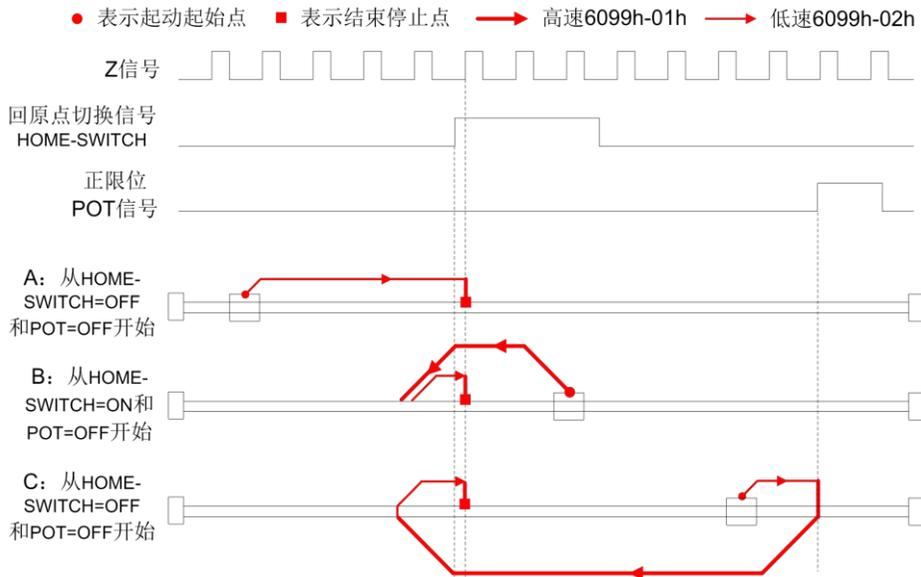 表示起动起始点 表示结束停止点 高速6099h-01h 低速6099h-02h
Z信号
回原点切换信号
HOME-SWITCH
正限位
POT信号
A：从HOME-
SWITCH=OFF
和POT=OFF开始
B：从HOME-
SWITCH=ON和
POT=OFF开始
C：从HOME-
SWITCH=OFF
和POT=OFF开始